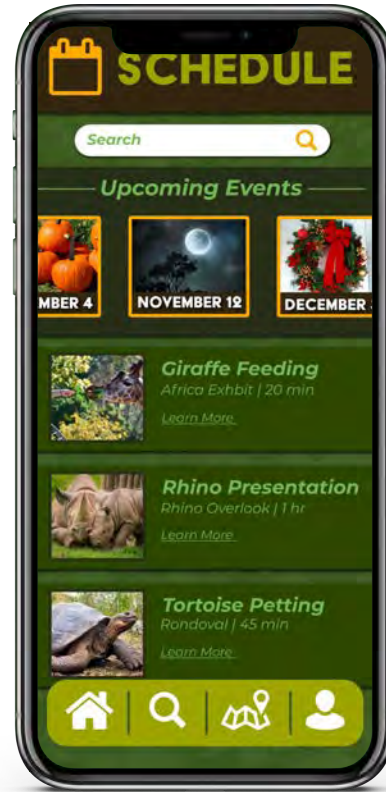 SCHEDULE
Search
Upcoming Events
MBER 4
NOVEMBER 12
DECEMBER
Giraffe Feeding
Africa Exhbit | 20 min
Learn More
Rhino Presentation
Rhino Overlook | 1 hr
Learn More
Tortoise Petting
Rondoval | 45 min
Learn More